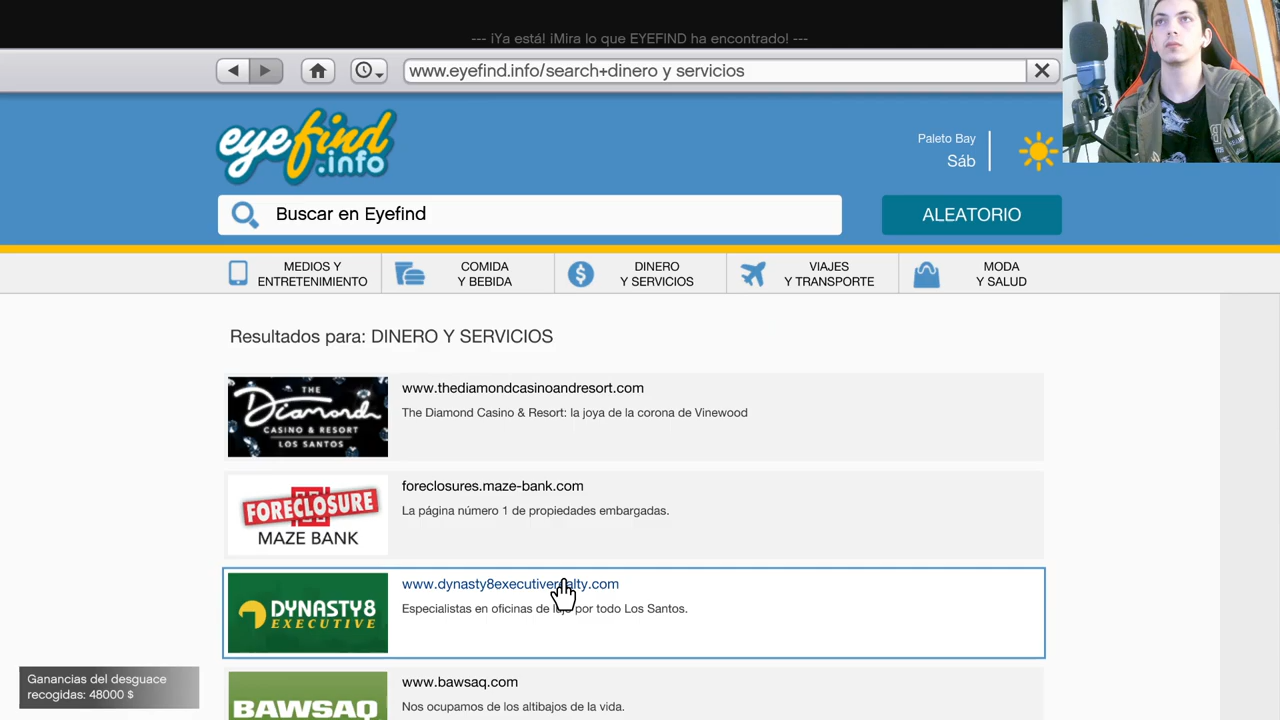 --- ¡Ya está! ¡Mira lo que EYEFIND ha encontrado! ---
www.eyefind.info/search+dinero y servicios
eyefind
.info
Paleto Bay
Sáb
Buscar en Eyefind
ALEATORIO
MEDIOS Y
ENTRETENIMIENTO
COMIDA
Y BEBIDA
DINERO
Y SERVICIOS
VIAJES
Y TRANSPORTE
MODA
Y SALUD
Resultados para: DINERO Y SERVICIOS
THE
Diamond
CASINO & RESORT
LOS SANTOS
www.thediamondcasinoandresort.com
The Diamond Casino & Resort: la joya de la corona de Vinewood
FORECLOSURE
MAZE BANK
foreclosures.maze-bank.com
La página número 1 de propiedades embargadas.
DYNASTY8
EXECUTIVE
www.dynasty8executiverealty.com
Especialistas en oficinas de lujo por todo Los Santos.
Ganancias del desguace
recogidas: 48000 $
BAWSAQ
www.bawsaq.com
Nos ocupamos de los altibajos de la vida.